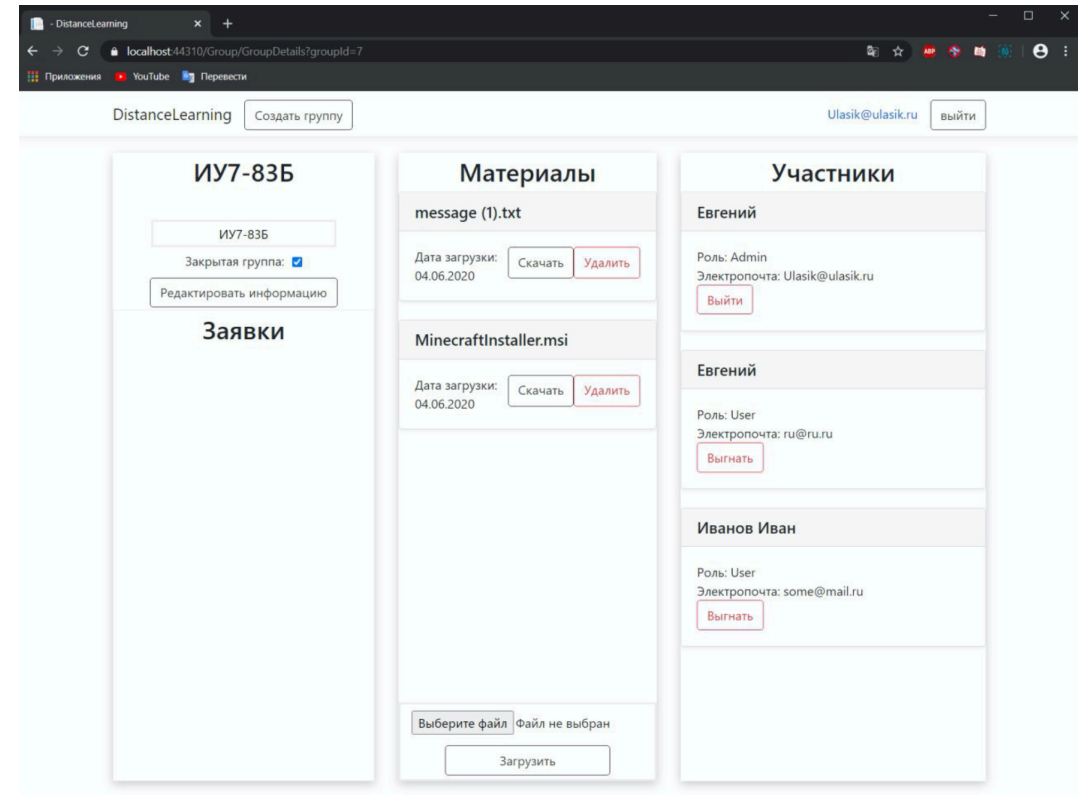 - DistanceLearning
localhost:44310/Group/GroupDetails?groupId=7
ABP
Приложения YouTube Перевести
DistanceLearning Создать группу Ulasik@ulasik.ru выйти
ИУ7-83Б
ИУ7-83Б
Закрытая группа:
Редактировать информацию
Заявки
Материалы
message (1).txt
Дата загрузки:
04.06.2020
Скачать Удалить
MinecraftInstaller.msi
Дата загрузки:
04.06.2020
Скачать Удалить
Выберите файл Файл не выбран
Загрузить
Участники
Евгений
Роль: Admin
Электропочта: Ulasik@ulasik.ru
Выйти
Евгений
Роль: User
Электропочта: ru@ru.ru
Выгнать
Иванов Иван
Роль: User
Электропочта: some@mail.ru
Выгнать